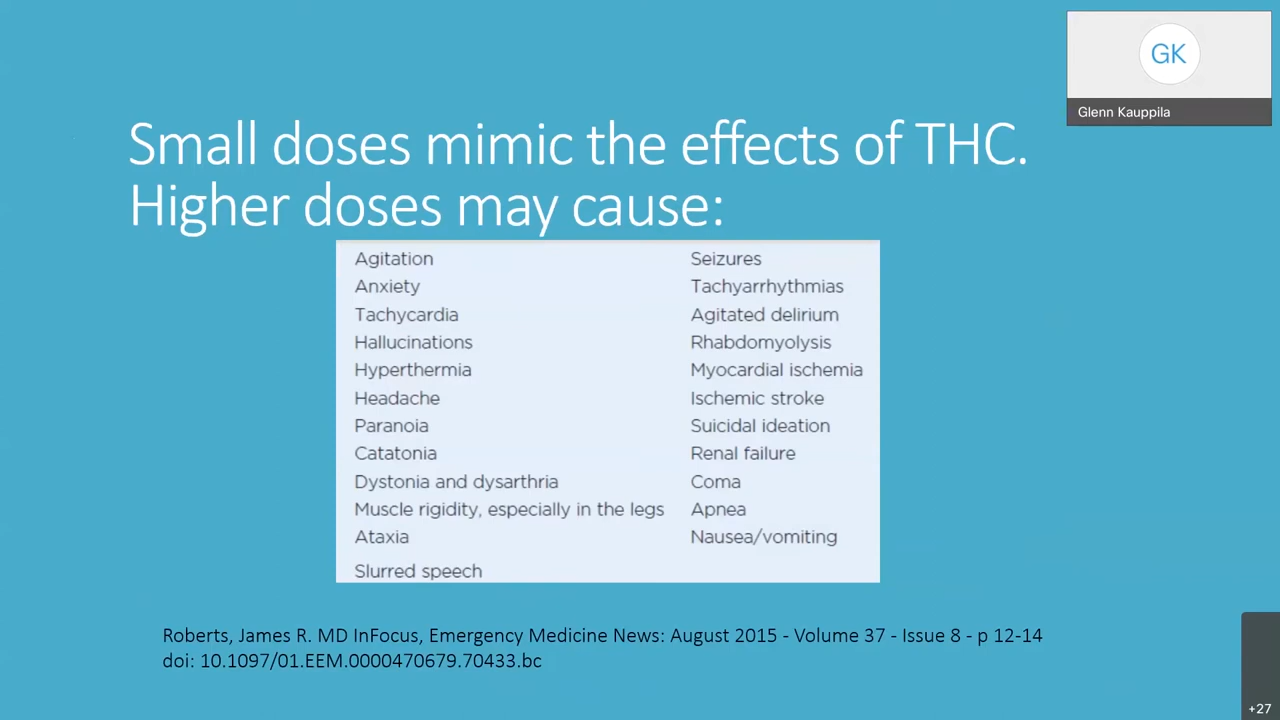 GK
Glenn Kauppila
Small doses mimic the effects of THC.
Higher doses may cause:
Agitation
Anxiety
Tachycardia
Hallucinations
Hyperthermia
Headache
Paranoia
Catatonia
Dystonia and dysarthria
Muscle rigidity, especially in the legs
Ataxia
Slurred speech
Seizures
Tachyarrhythmias
Agitated delirium
Rhabdomyolysis
Myocardial ischemia
Ischemic stroke
Suicidal ideation
Renal failure
Coma
Apnea
Nausea/vomiting
Roberts, James R. MD InFocus, Emergency Medicine News: August 2015 - Volume 37 - Issue 8 - p 12-14
doi: 10.1097/01.EEM.0000470679.70433.bc
+27